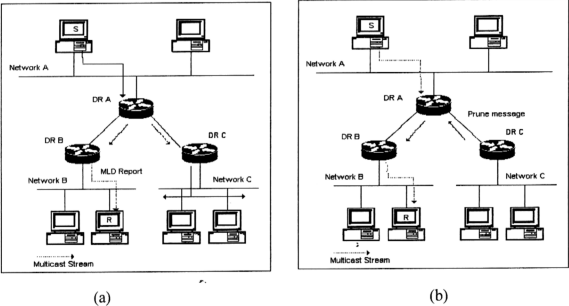 S
Network A
DR A
DR B
DR C
MLD Report
Network B
Network C
R
Multicast Stream
(a)
S
Network A
DR A
Prune message
DR B
DR C
Network B
Network C
R
Multicast Stream
(b)